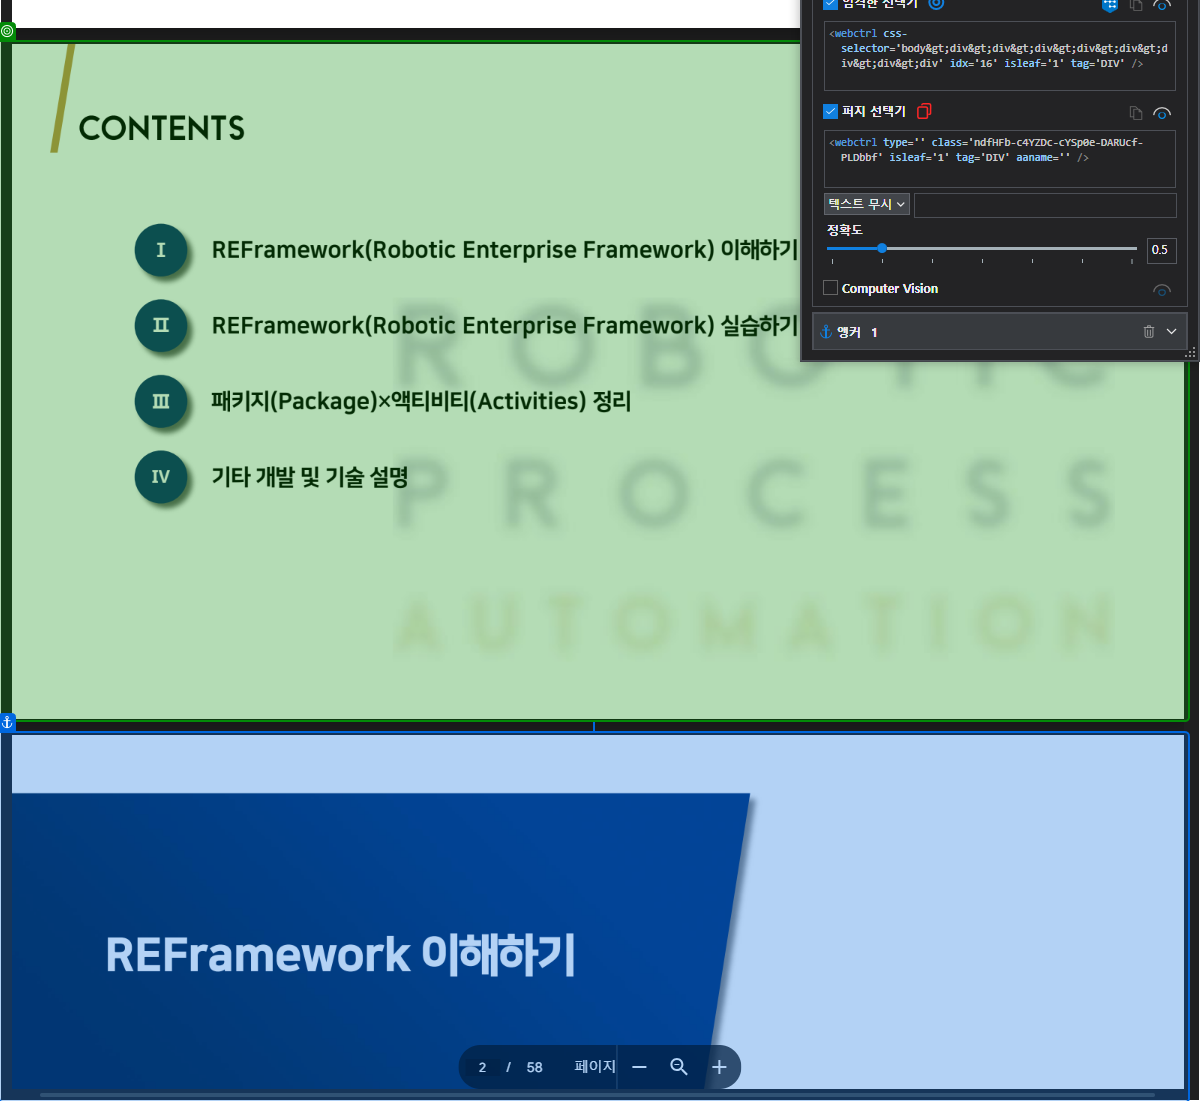 엄격한 선택기
<webctrl css-
selector='body&gt;div&gt;div&gt;div&gt;div&gt;div&gt;d
iv&gt;div&gt;div' idx='16' isleaf='1' tag='DIV' />
퍼지 선택기
<webctrl type='' class='ndfHFb-c4YZDc-cYSp0e-DARUcf-
PLDbbf' isleaf='1' tag='DIV' aaname='' />
텍스트 무시
정확도
0.5
Computer Vision
앵커 1
CONTENTS
I REFramework(Robotic Enterprise Framework) 이해하기
II REFramework(Robotic Enterprise Framework) 실습하기
III 패키지(Package)×액티비티(Activities) 정리
IV 기타 개발 및 기술 설명
ROBOTIC
PROCESS
AUTOMATION
REFramework 이해하기
2 / 58 페이지